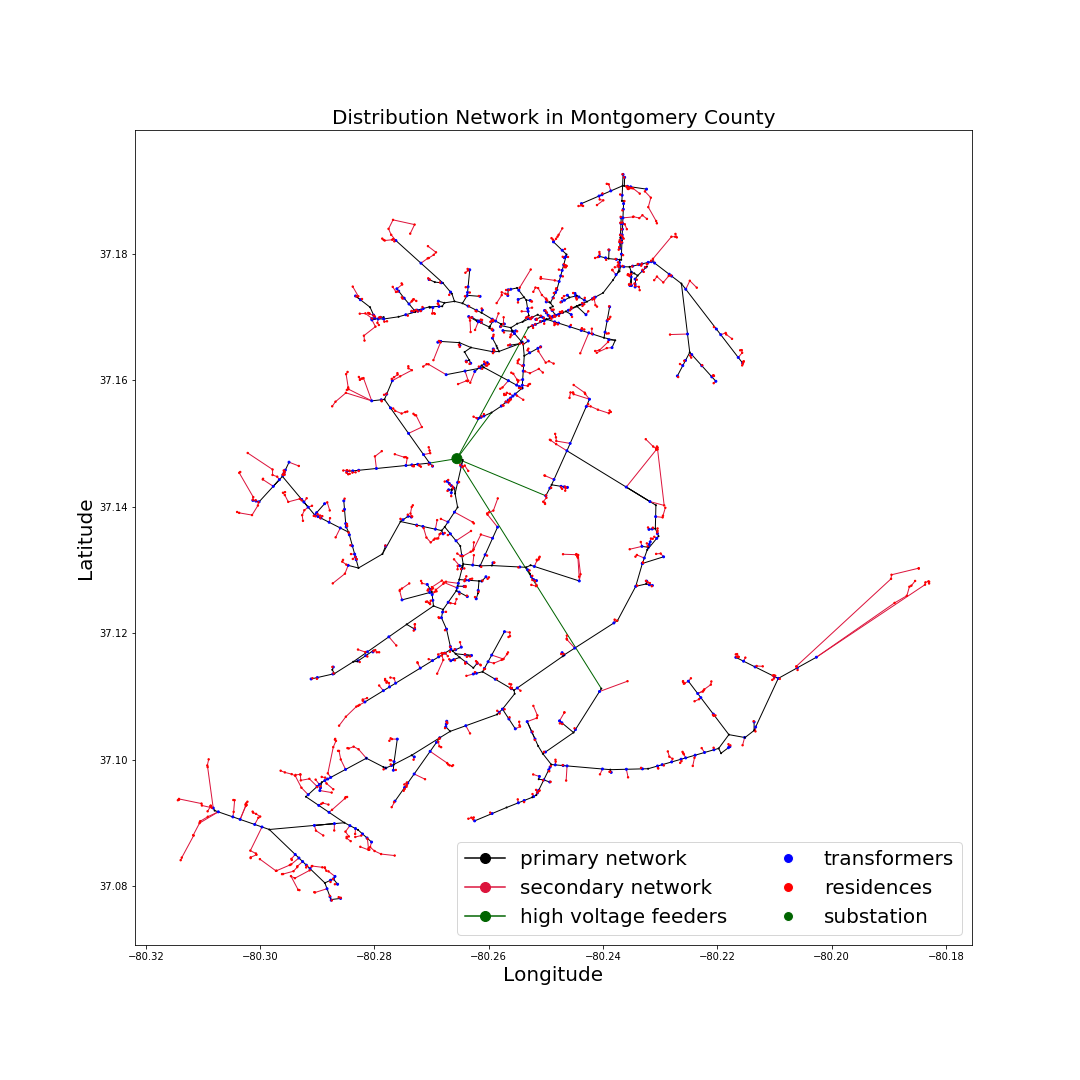 Distribution Network in Montgomery County
Latitude
37.18
37.16
37.14
37.12
37.10
37.08
primary network
secondary network
high voltage feeders
transformers
residences
substation
−80.32 −80.30 −80.28 −80.26 −80.24 −80.22 −80.20 −80.18
Longitude